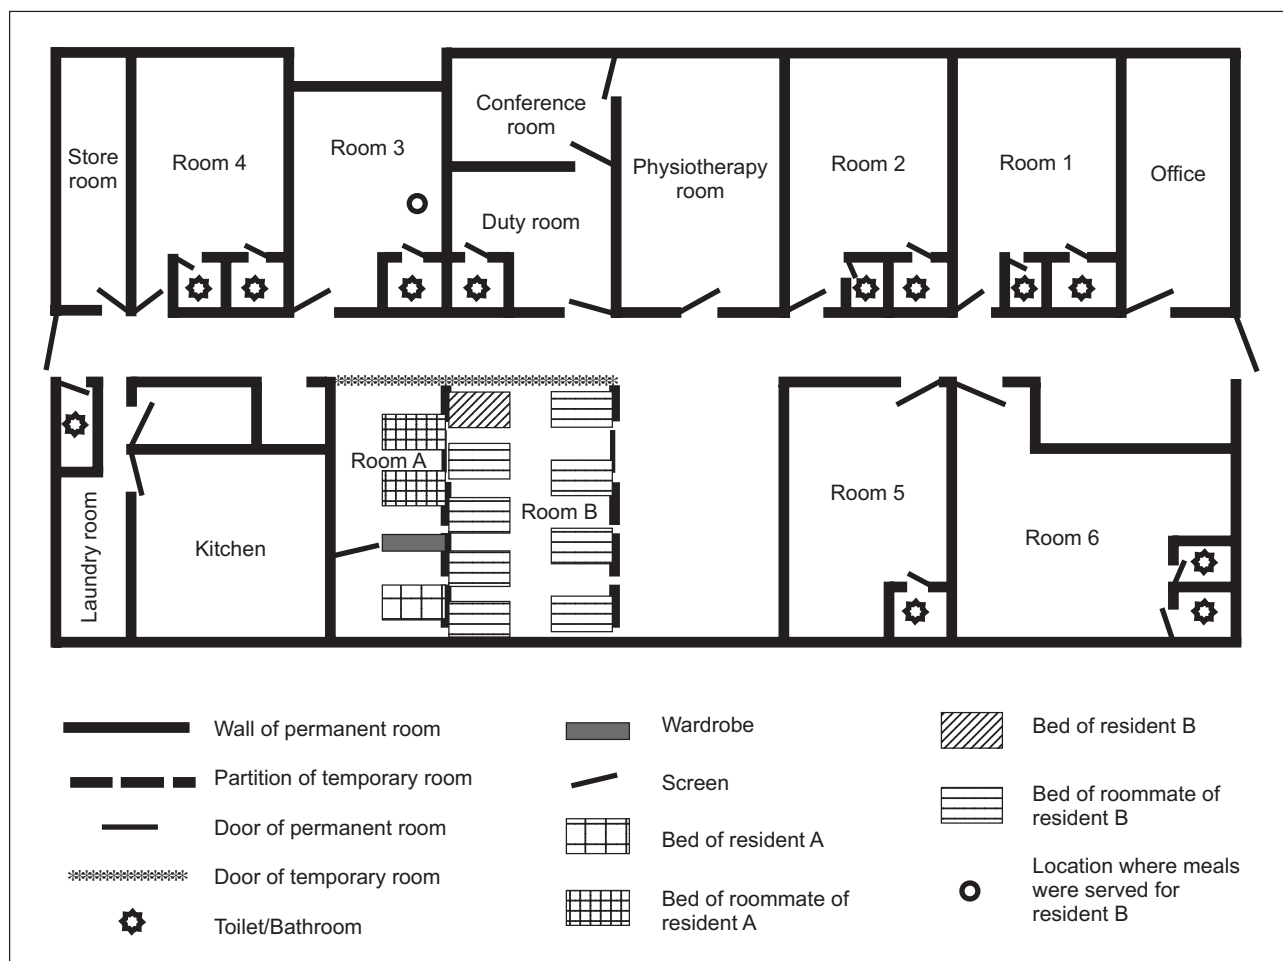 Store
room
Room 4
Room 3
Conference
room
Duty room
Physiotherapy
room
Room 2
Room 1
Office
Laundry room
Kitchen
Room A
Room B
Room 5
Room 6
Wall of permanent room
Partition of temporary room
Door of permanent room
Door of temporary room
Toilet/Bathroom
Wardrobe
Screen
Bed of resident A
Bed of roommate of
resident A
Bed of resident B
Bed of roommate of
resident B
Location where meals
were served for
resident B